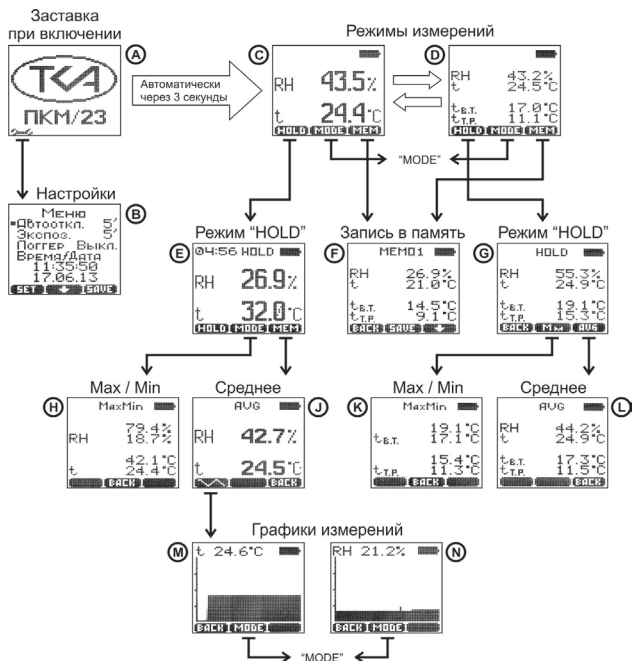 Заставка
при включении
A
ТКА
ПКМ/23
Автоматически
через 3 секунды
Режимы измерений
C
RH 43.5%
t 24.4°C
HOLD MODE MEM
D
RH 43.2%
t 24.5°C
tв.т. 17.0°C
tт.р. 11.1°C
HOLD MODE MEM
"MODE"
Настройки
B
Меню
Автооткл. 5'
Экспоз. 5'
Логгер Выкл.
Время/Дата
11:35:50
17.06.13
SET SAVE
Режим "HOLD"
E
04:56 HOLD
RH 26.9%
t 32.0°C
HOLD MODE MEM
Запись в память
F
MEM01
RH 26.9%
t 21.0°C
tв.т. 14.5°C
tт.р. 9.1°C
BACK SAVE
Режим "HOLD"
G
HOLD
RH 55.3%
t 24.9°C
tв.т. 19.1°C
tт.р. 15.3°C
BACK AVG
Max / Min
H
MaxMin
79.4%
RH 18.7%
42.1°C
t 24.4°C
BACK
Среднее
J
AVG
RH 42.7%
t 24.5°C
BACK
Max / Min
K
MaxMin
19.1°C
tв.т. 17.1°C
15.4°C
tт.р. 11.3°C
BACK
Среднее
L
AVG
RH 44.2%
t 24.9°C
tв.т. 17.3°C
tт.р. 11.5°C
BACK
Графики измерений
M
t 24.6°C
BACK MODE
N
RH 21.2%
BACK MODE
"MODE"